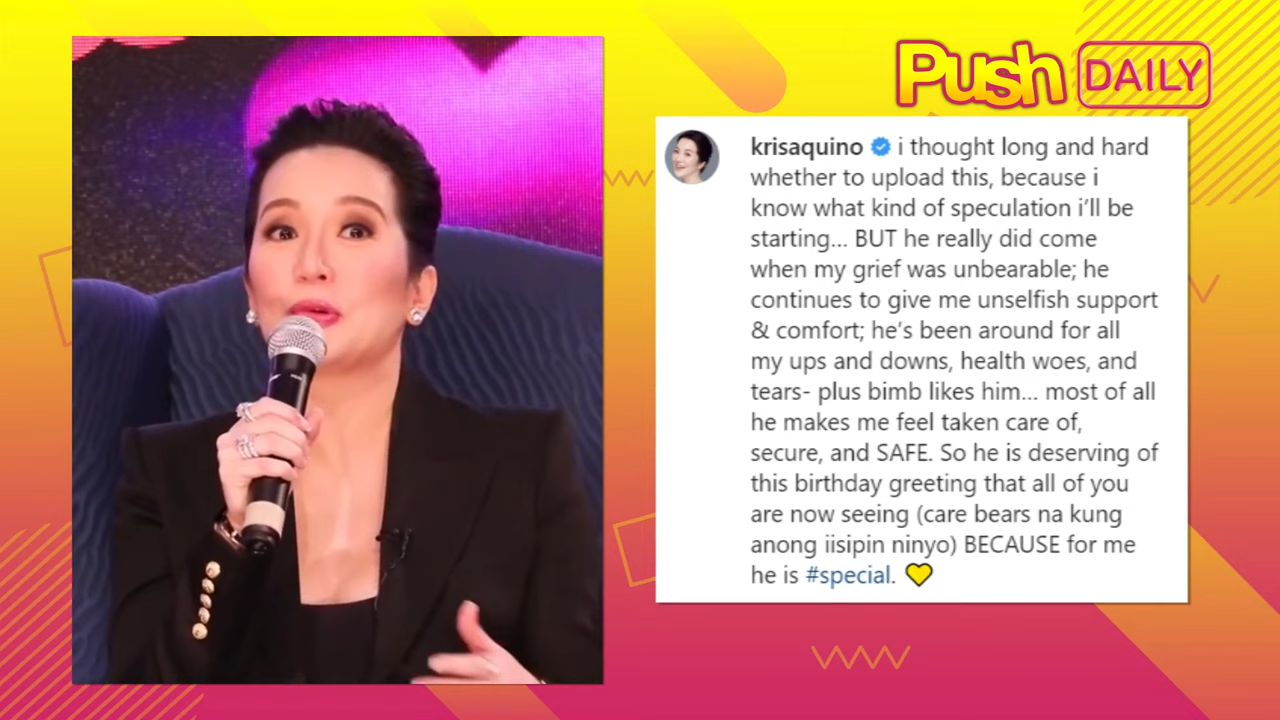 Push DAILY
krisaquino i thought long and hard
whether to upload this, because i
know what kind of speculation i'll be
starting... BUT he really did come
when my grief was unbearable; he
continues to give me unselfish support
& comfort; he's been around for all
my ups and downs, health woes, and
tears- plus bimb likes him... most of all
he makes me feel taken care of,
secure, and SAFE. So he is deserving of
this birthday greeting that all of you
are now seeing (care bears na kung
anong iisipin ninyo) BECAUSE for me
he is #special. 💛